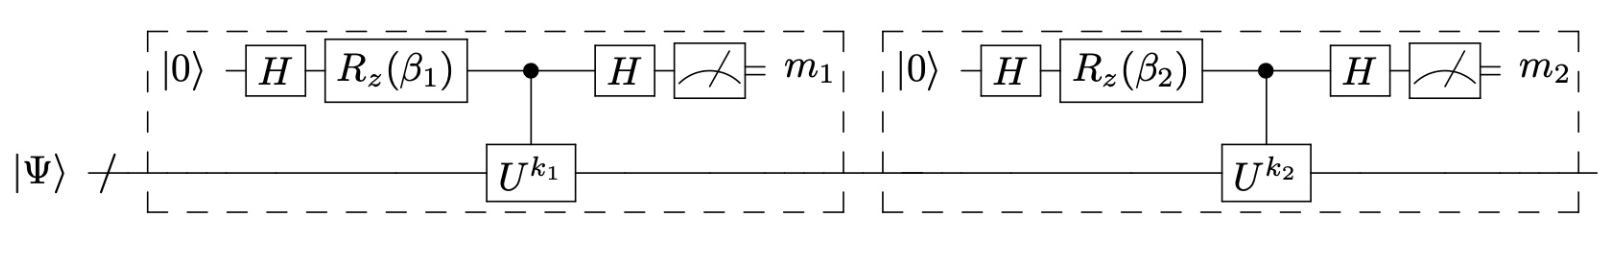 |0⟩ H R_z(β_1) H m_1 |0⟩ H R_z(β_2) H m_2
|Ψ⟩ U^{k_1} U^{k_2}